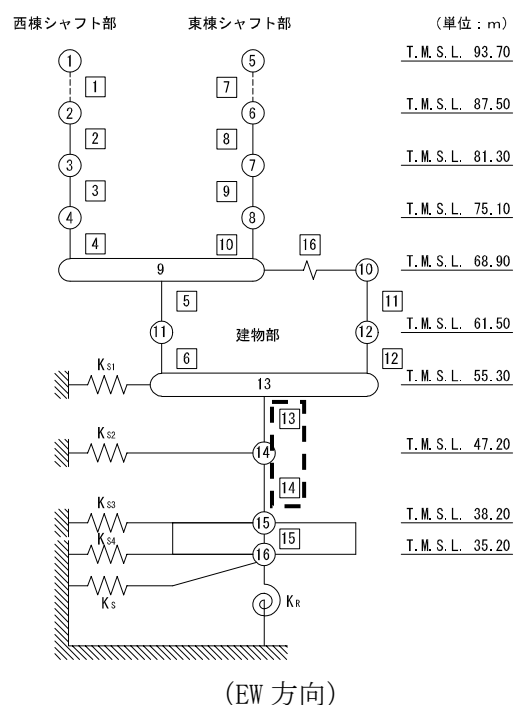 西棟シャフト部 東棟シャフト部 (単位：m)
1 5 T.M.S.L. 93.70
1 7
2 6 T.M.S.L. 87.50
2 8
3 7 T.M.S.L. 81.30
3 9
4 8 T.M.S.L. 75.10
4 10 16
9 10 T.M.S.L. 68.90
5 11
11 建物部 12 T.M.S.L. 61.50
6 12
KS1 13 T.M.S.L. 55.30
13
KS2 14 T.M.S.L. 47.20
14
KS3 15 T.M.S.L. 38.20
KS4 15
16 T.M.S.L. 35.20
KS KR
(EW 方向)